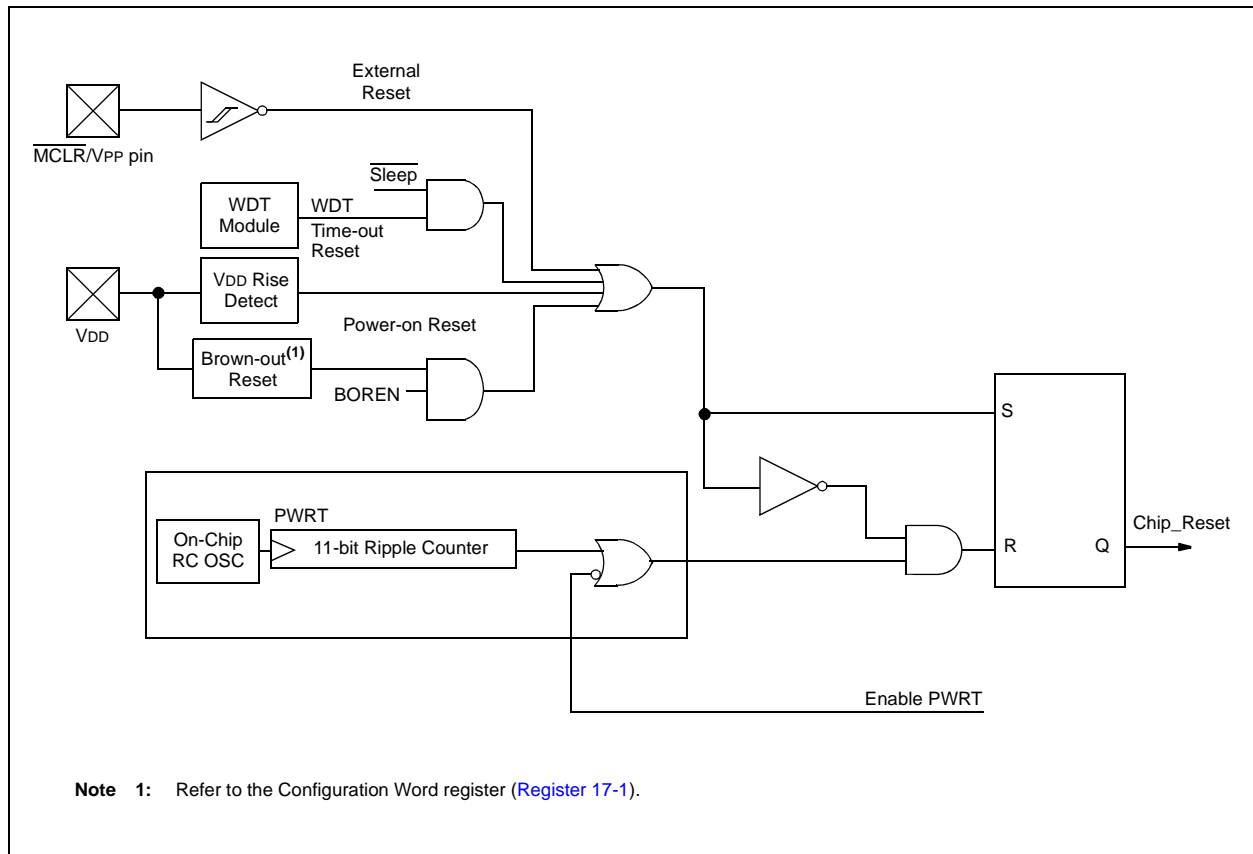 External
Reset
MCLR/VPP pin
Sleep
WDT
Module
WDT
Time-out
Reset
VDD
VDD Rise
Detect
Power-on Reset
Brown-out(1)
Reset
BOREN
S
PWRT
On-Chip
RC OSC
11-bit Ripple Counter
R
Q
Chip_Reset
Enable PWRT
Note 1: Refer to the Configuration Word register (Register 17-1).